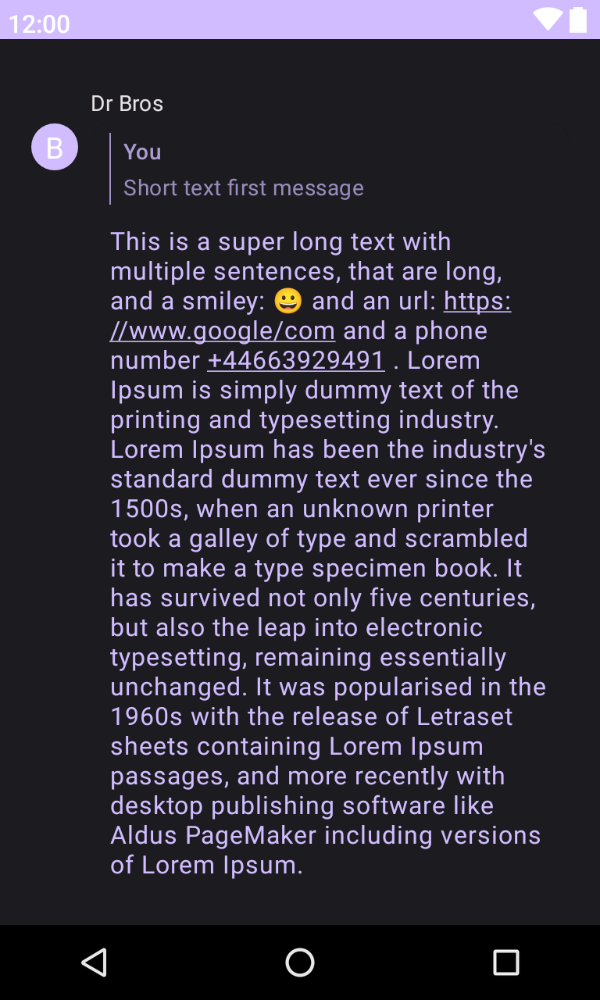 12:00
Dr Bros
B
You
Short text first message
This is a super long text with
multiple sentences, that are long,
and a smiley: 😀 and an url: https:
//www.google/com and a phone
number +44663929491 . Lorem
Ipsum is simply dummy text of the
printing and typesetting industry.
Lorem Ipsum has been the industry's
standard dummy text ever since the
1500s, when an unknown printer
took a galley of type and scrambled
it to make a type specimen book. It
has survived not only five centuries,
but also the leap into electronic
typesetting, remaining essentially
unchanged. It was popularised in the
1960s with the release of Letraset
sheets containing Lorem Ipsum
passages, and more recently with
desktop publishing software like
Aldus PageMaker including versions
of Lorem Ipsum.